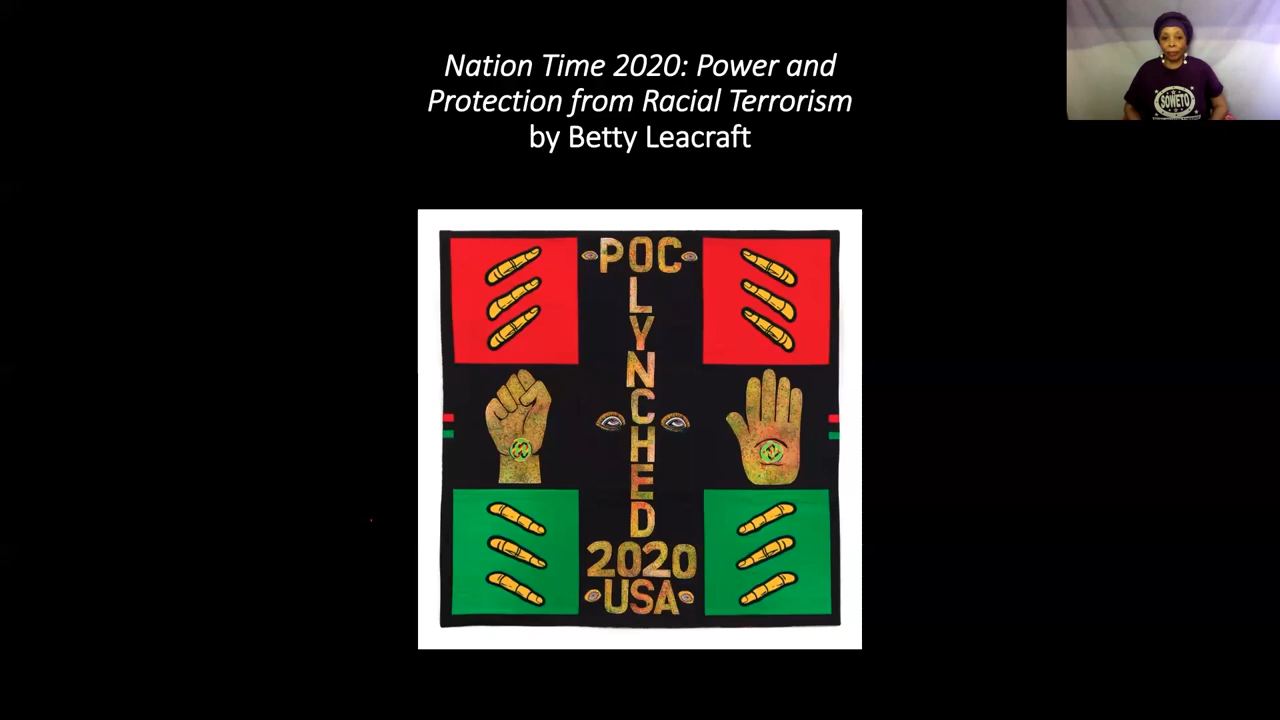 Nation Time 2020: Power and
Protection from Racial Terrorism
by Betty Leacraft
POC
LYNCHED
2020
USA
SOWETO